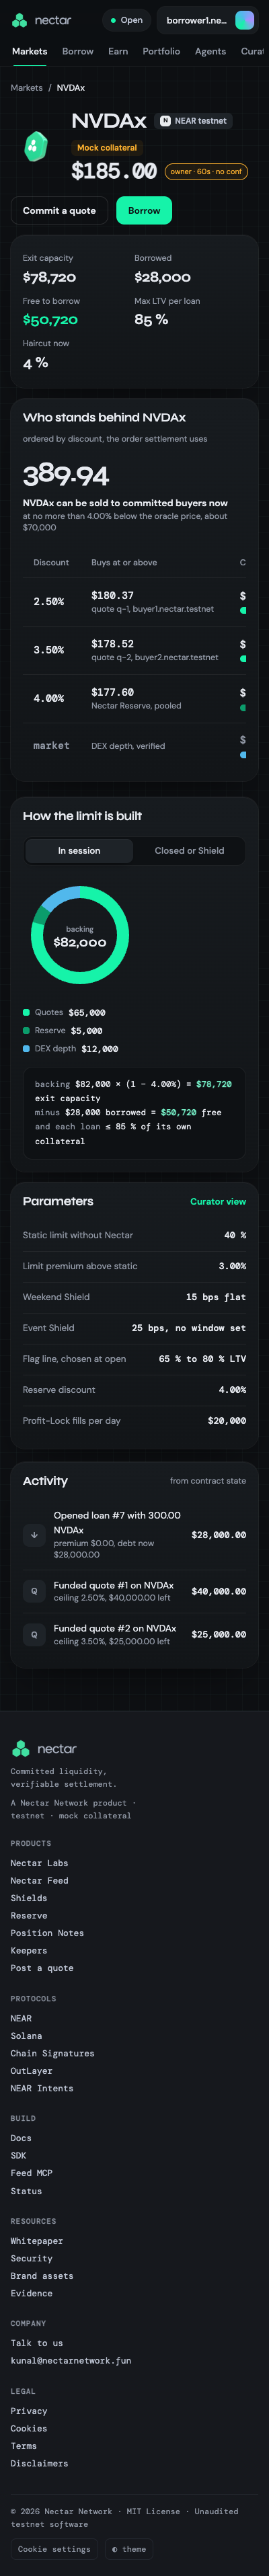 nectar
Open
borrower1.ne...
Markets Borrow Earn Portfolio Agents
Markets / NVDAx
NVDAx
N NEAR testnet
Mock collateral
$185.00
owner · 60s · no conf
Commit a quote
Borrow
Exit capacity
$78,720
Borrowed
$28,000
Free to borrow
$50,720
Max LTV per loan
85 %
Haircut now
4 %
Who stands behind NVDAx
ordered by discount, the order settlement uses
389.94
NVDAx can be sold to committed buyers now
at no more than 4.00% below the oracle price, about
$70,000
Discount Buys at or above C
2.50% $180.37 $
quote q-1, buyer1.nectar.testnet
3.50% $178.52 $
quote q-2, buyer2.nectar.testnet
4.00% $177.60 $
Nectar Reserve, pooled
market DEX depth, verified $
How the limit is built
In session
Closed or Shield
backing
$82,000
Quotes $65,000
Reserve $5,000
DEX depth $12,000
backing $82,000 × (1 − 4.00%) = $78,720
exit capacity
minus $28,000 borrowed = $50,720 free
and each loan ≤ 85 % of its own
collateral
Parameters
Curator view
Static limit without Nectar 40 %
Limit premium above static 3.00%
Weekend Shield 15 bps flat
Event Shield 25 bps, no window set
Flag line, chosen at open 65 % to 80 % LTV
Reserve discount 4.00%
Profit-Lock fills per day $20,000
Activity
from contract state
Opened loan #7 with 300.00
NVDAx
premium $0.00, debt now
$28,000.00
$28,000.00
Q
Funded quote #1 on NVDAx
ceiling 2.50%, $40,000.00 left
$40,000.00
Q
Funded quote #2 on NVDAx
ceiling 3.50%, $25,000.00 left
$25,000.00
nectar
Committed liquidity,
verifiable settlement.
A Nectar Network product ·
testnet · mock collateral
PRODUCTS
Nectar Labs
Nectar Feed
Shields
Reserve
Position Notes
Keepers
Post a quote
PROTOCOLS
NEAR
Solana
Chain Signatures
OutLayer
NEAR Intents
BUILD
Docs
SDK
Feed MCP
Status
RESOURCES
Whitepaper
Security
Brand assets
Evidence
COMPANY
Talk to us
kunal@nectarnetwork.fun
LEGAL
Privacy
Cookies
Terms
Disclaimers
© 2026 Nectar Network · MIT License · Unaudited
testnet software
Cookie settings
◐ theme